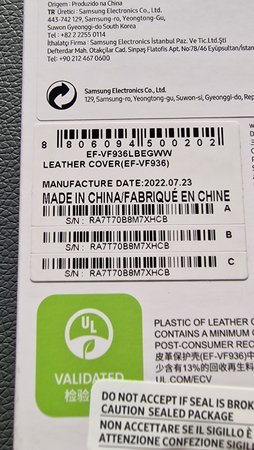 Origem : Produzido na China
TR Üretici : Samsung Electronics Co., Ltd.
443-742 129, Samsung-ro, Yeongtong-Gu,
Suwon Gyeonggi-do South Korea
Tel : +82 2 2255 0114
İthalatçı Firma : Samsung Electronics İstanbul Paz. Ve Tic.Ltd.Şti
Defterdar Mah. Otakçılar Cad. Sinpaş Flatofis Apt. No:78/46 Eyüpsultan/İstanb
Tel : +90 212 467 0600
Samsung Electronics Co., Ltd.
129, Samsung-ro, Yeongtong-gu, Suwon-si, Gyeonggi-do, Rep
8 806094 500202
EF-VF936LBEGWW
LEATHER COVER(EF-VF936)
MANUFACTURE DATE:2022.07.23
MADE IN CHINA/FABRIQUÉ EN CHINE
A
S/N: RA7T70B8M7XHCB
B
S/N: RA7T70B8M7XHCB
C
S/N: RA7T70B8M7XHCB
UL
VALIDATED
检验
PLASTIC OF LEATHER C
CONTAINS A MINIMUM O
POST-CONSUMER REC
皮革保护壳(EF-VF936)中
少含有13%的回收再生料
UL.COM/ECV
DO NOT ACCEPT IF SEAL IS BROK
CAUTION SEALED PACKAGE
NON ACCETTARE SE IL SIGILLO È
ATTENZIONE CONFEZIONE SIGIL